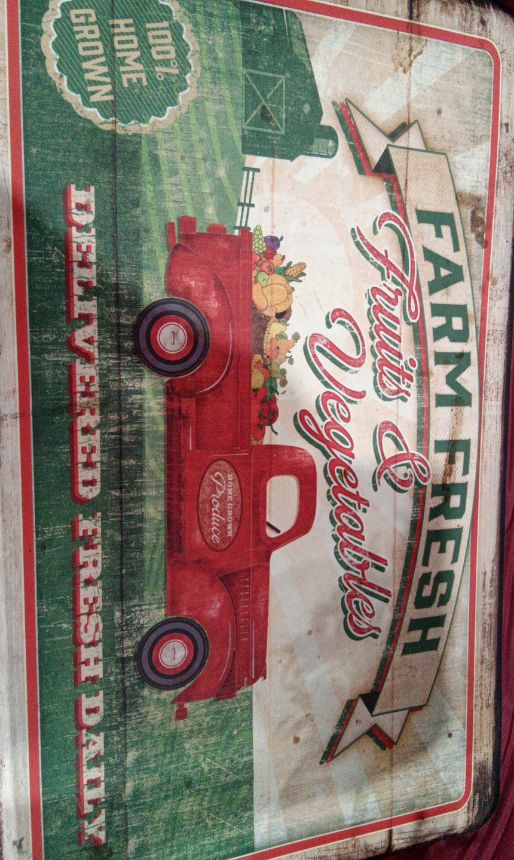 FARM FRESH
Fruits &
Vegetables
HOME GROWN
Produce
100%
HOME
GROWN
DELIVERED FRESH DAILY